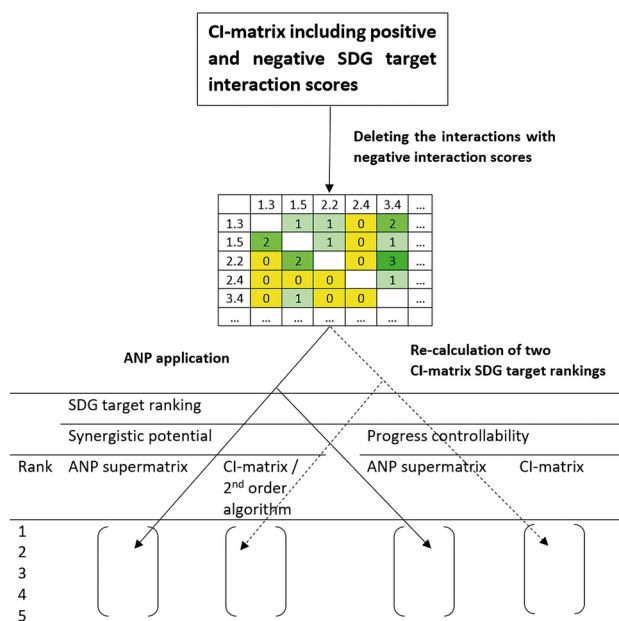 CI-matrix including positive
and negative SDG target
interaction scores
Deleting the interactions with
negative interaction scores
1.3 1.5 2.2 2.4 3.4 ...
1.3 1 1 0 2
1.5 2 1 0 1 ...
2.2 0 2 0 3 ...
2.4 0 0 0 1 ...
3.4 0 1 0 0 ...
... ... ... ... ... ...
ANP application
Re-calculation of two
CI-matrix SDG target rankings
SDG target ranking
Synergistic potential Progress controllability
Rank ANP supermatrix CI-matrix / ANP supermatrix CI-matrix
2nd order
algorithm
1
2
3
4
5